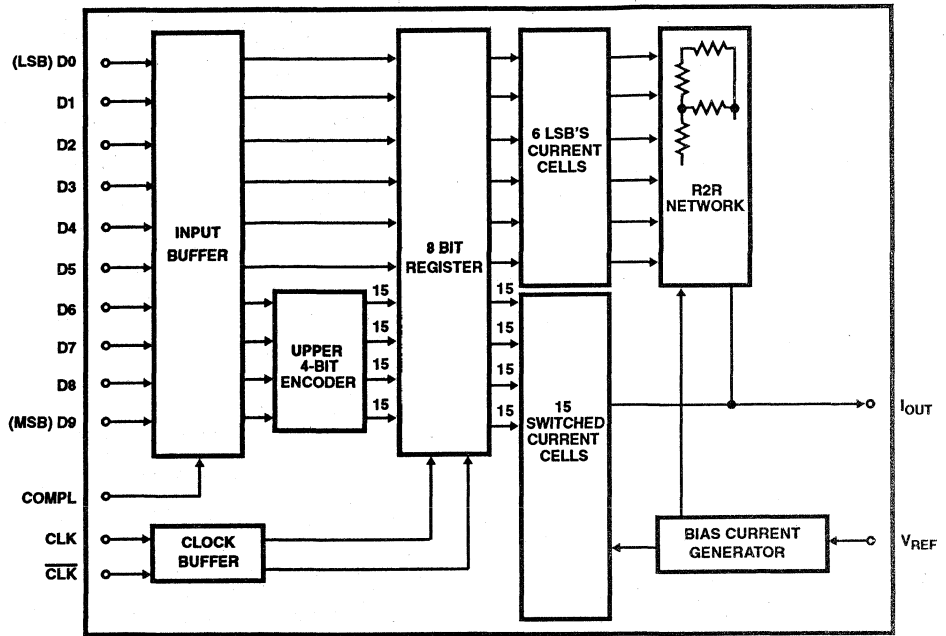 (LSB) D0
D1
D2
D3
D4
D5
D6
D7
D8
(MSB) D9
COMPL
CLK
CLK
INPUT
BUFFER
CLOCK
BUFFER
UPPER
4-BIT
ENCODER
15
15
15
15
8 BIT
REGISTER
15
15
15
15
6 LSB'S
CURRENT
CELLS
15
SWITCHED
CURRENT
CELLS
R2R
NETWORK
BIAS CURRENT
GENERATOR
IOUT
VREF